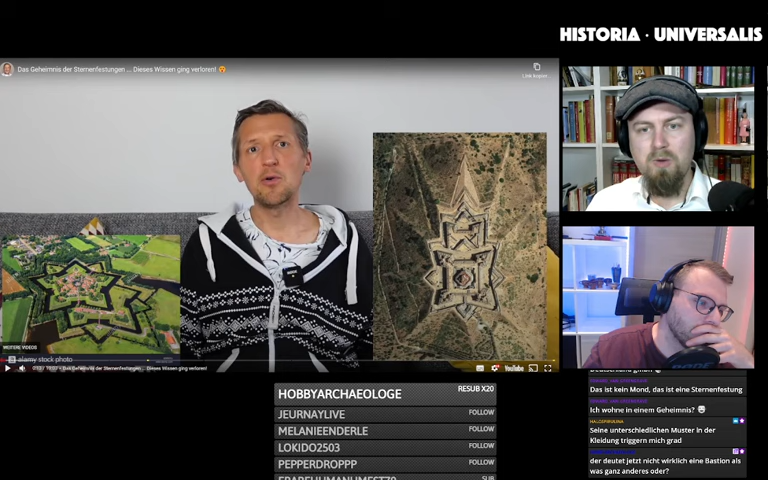 HISTORIA · UNIVERSALIS
Das Geheimnis der Sternenfestungen ... Dieses Wissen ging verloren! 😲
Link kopier.
WEITERE VIDEOS
alamy stock photo
Das Geheimnis der Sternenfestungen... Dieses Wissen ging verloren!
YouTube
HOBBYARCHAEOLOGE RESUB X20
JEURNAYLIVE FOLLOW
MELANIEENDERLE FOLLOW
LOKIDO2503 FOLLOW
PEPPERDROPPP FOLLOW
SUB
Das ist kein Mond, das ist eine Sternenfestung
Ich wohne in einem Geheimnis?
Seine unterschiedlichen Muster in der
Kleidung triggern mich grad
der deutet jetzt nicht wirklich eine Bastion als
was ganz anderes oder?